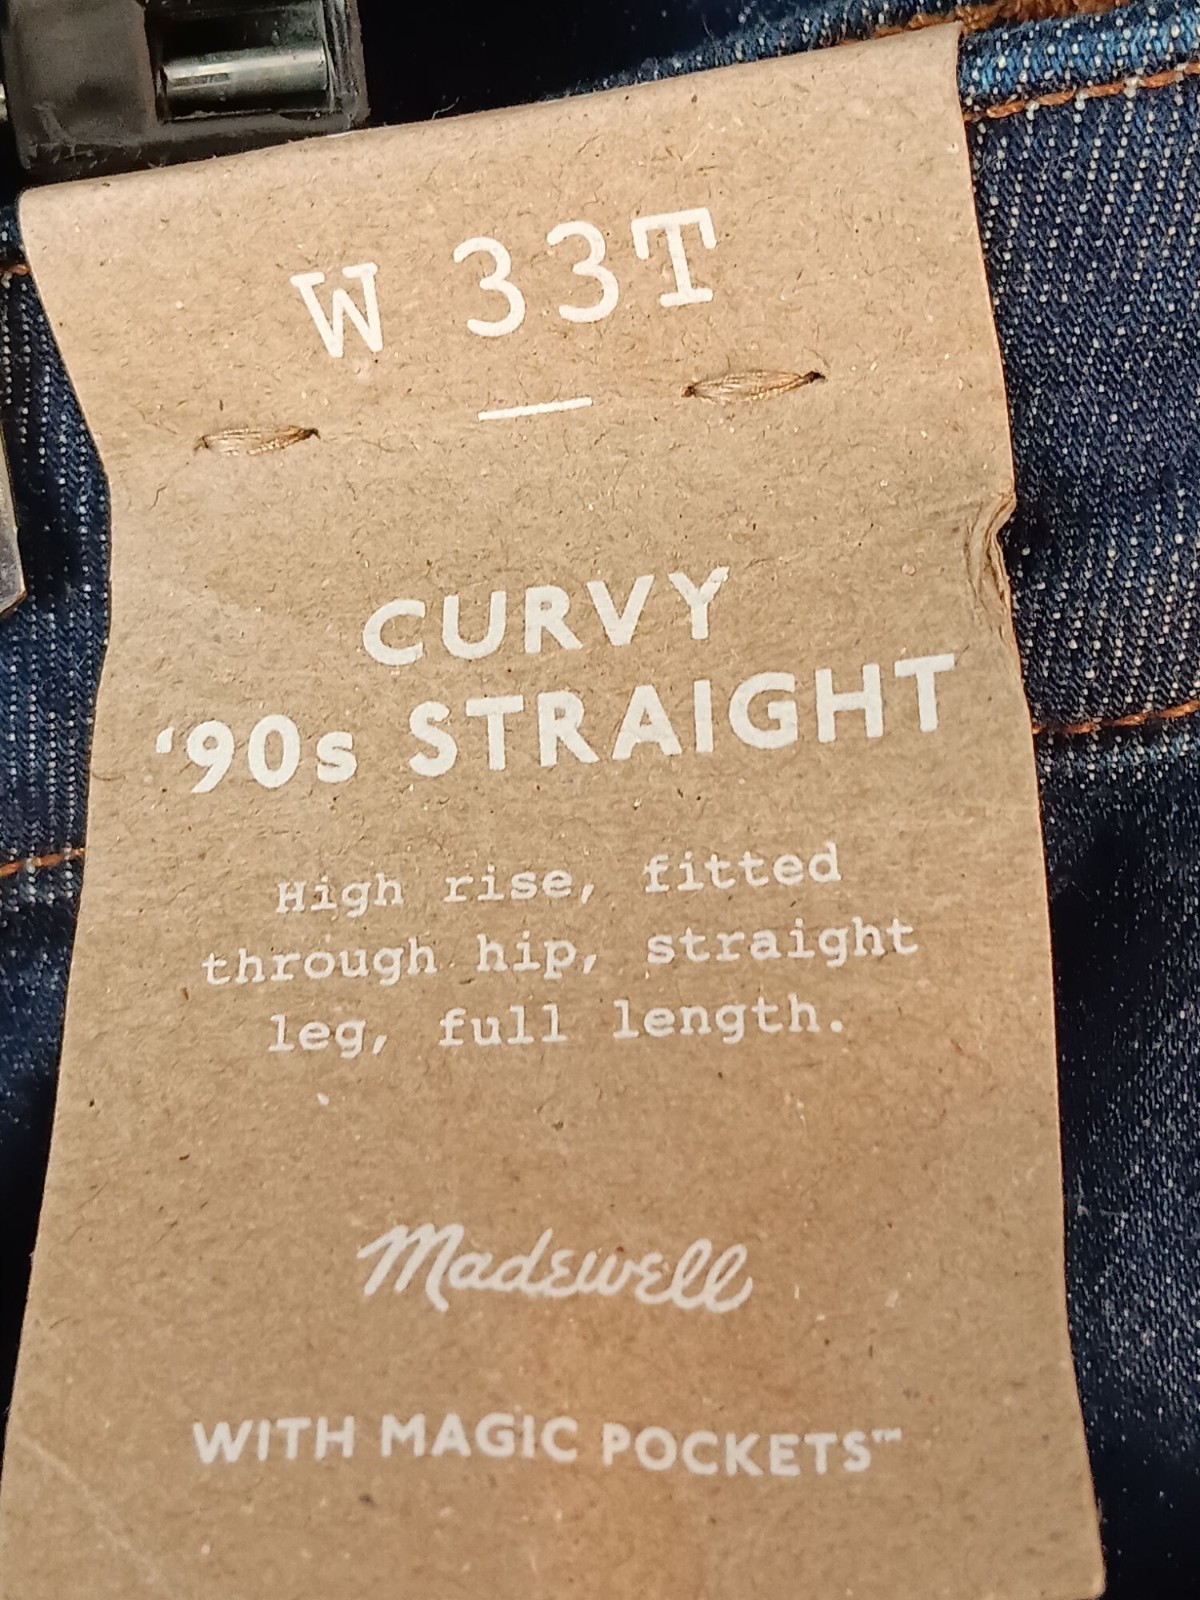 W 33T
CURVY
‘90s STRAIGHT
High rise, fitted
through hip, straight
leg, full length.
Madewell
WITH MAGIC POCKETS™